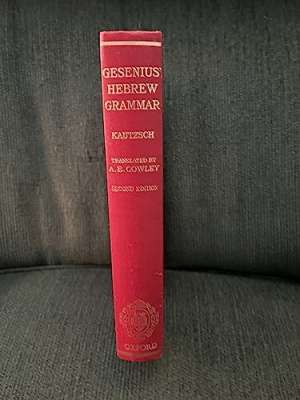 GESENIUS'
HEBREW
GRAMMAR
KAUTZSCH
TRANSLATED BY
A. E. COWLEY
SECOND EDITION
OXFORD